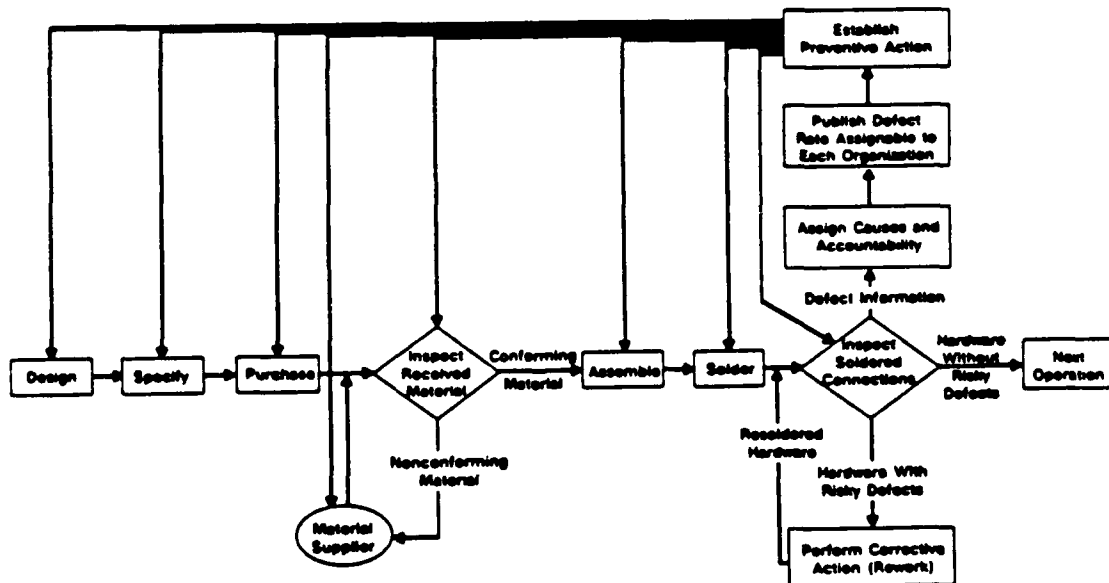 Establish
Preventive Action
Publish Defect
Rate Assignable to
Each Organization
Assign Causes and
Accountability
Defect Information
Design
Specify
Purchase
Inspect
Received
Material
Conforming
Material
Assemble
Solder
Inspect
Soldered
Connections
Hardware
Without
Risky
Defects
Next
Operation
Nonconforming
Material
Material
Supplier
Resoldered
Hardware
Hardware With
Risky Defects
Perform Corrective
Action (Rework)